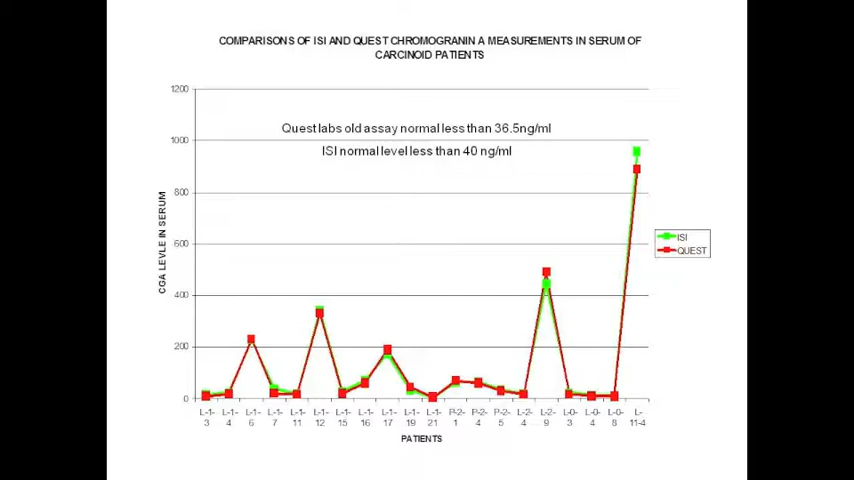 COMPARISONS OF ISI AND QUEST CHROMOGRANIN A MEASUREMENTS IN SERUM OF
CARCINOID PATIENTS
1200
1000
800
600
400
200
0
CGA LEVLE IN SERUM
Quest labs old assay normal less than 36.5ng/ml
ISI normal level less than 40 ng/ml
ISI
QUEST
L-1- L-1- L-1- L-1- L-1- L-1- L-1- L-1- L-1- L-1- L-1- P-2- P-2- P-2- L-2- L-2- L-0- L-0- L-0- L-
3 4 6 7 11 12 15 16 17 19 21 1 4 5 4 9 3 4 8 11-4
PATIENTS